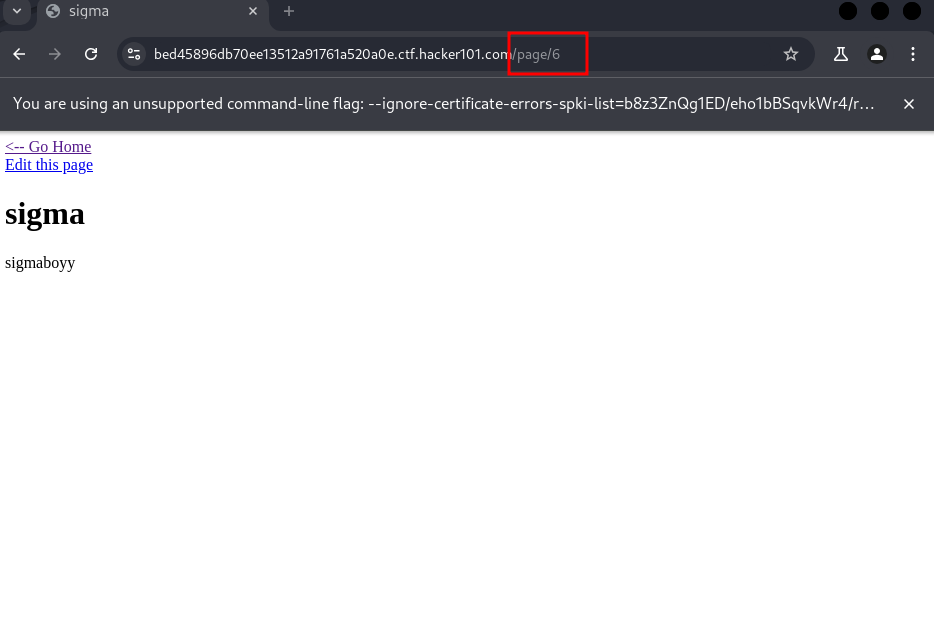 sigma
bed45896db70ee13512a91761a520a0e.ctf.hacker101.com/page/6
You are using an unsupported command-line flag: --ignore-certificate-errors-spki-list=b8z3ZnQg1ED/eho1bBSqvkWr4/r...
<-- Go Home
Edit this page
sigma
sigmaboyy